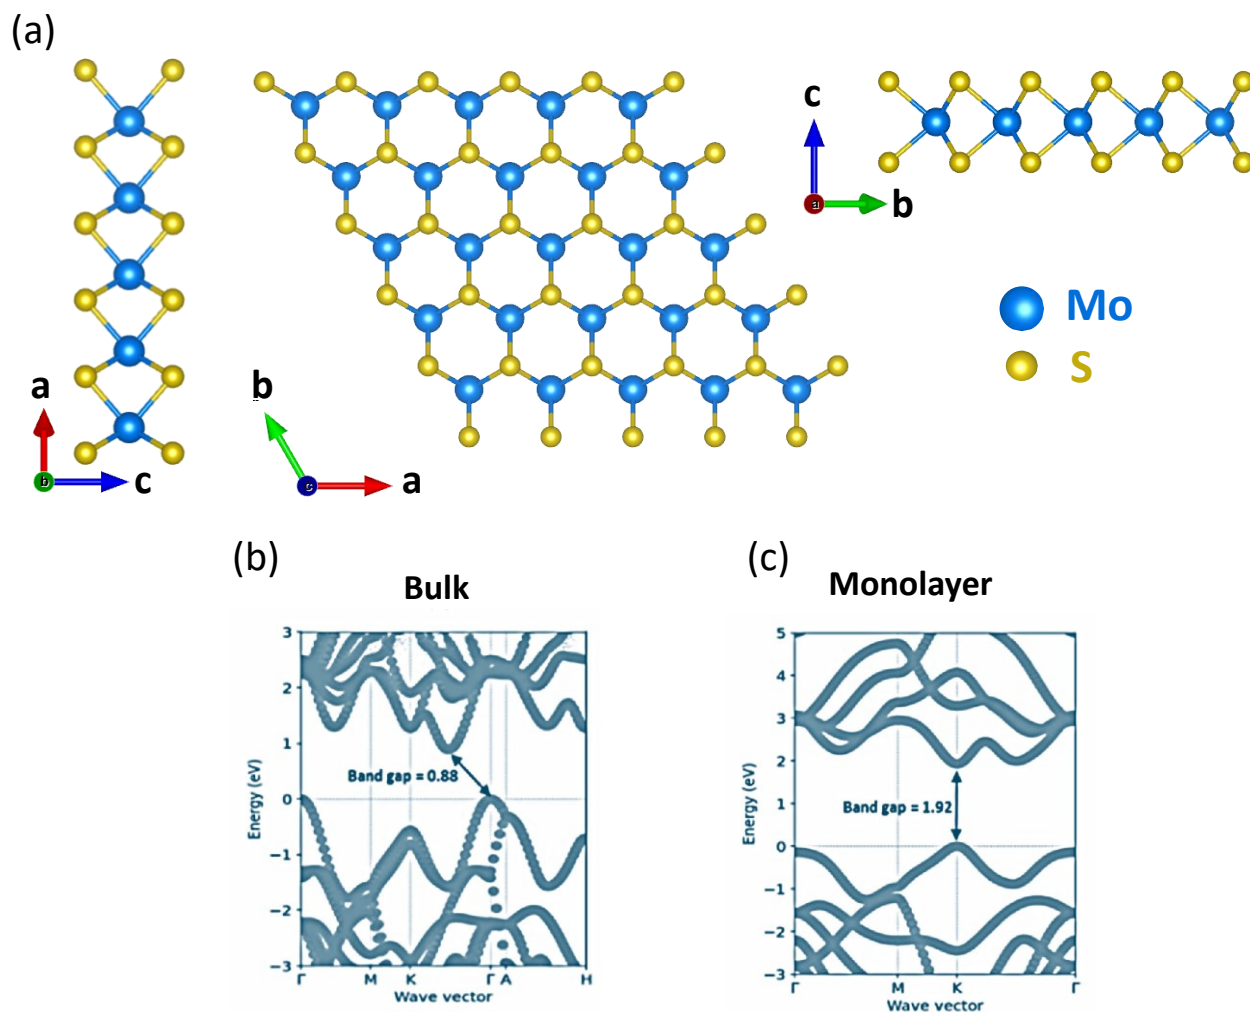 (a)
a
b
c
b
c
a
c
a
b
Mo
S
(b)
Bulk
3
2
1
0
−1
−2
−3
Energy (eV)
Band gap = 0.88
Γ M K Γ A H
Wave vector
(c)
Monolayer
5
4
3
2
1
0
−1
−2
−3
Energy (eV)
Band gap = 1.92
Γ M K Γ
Wave vector